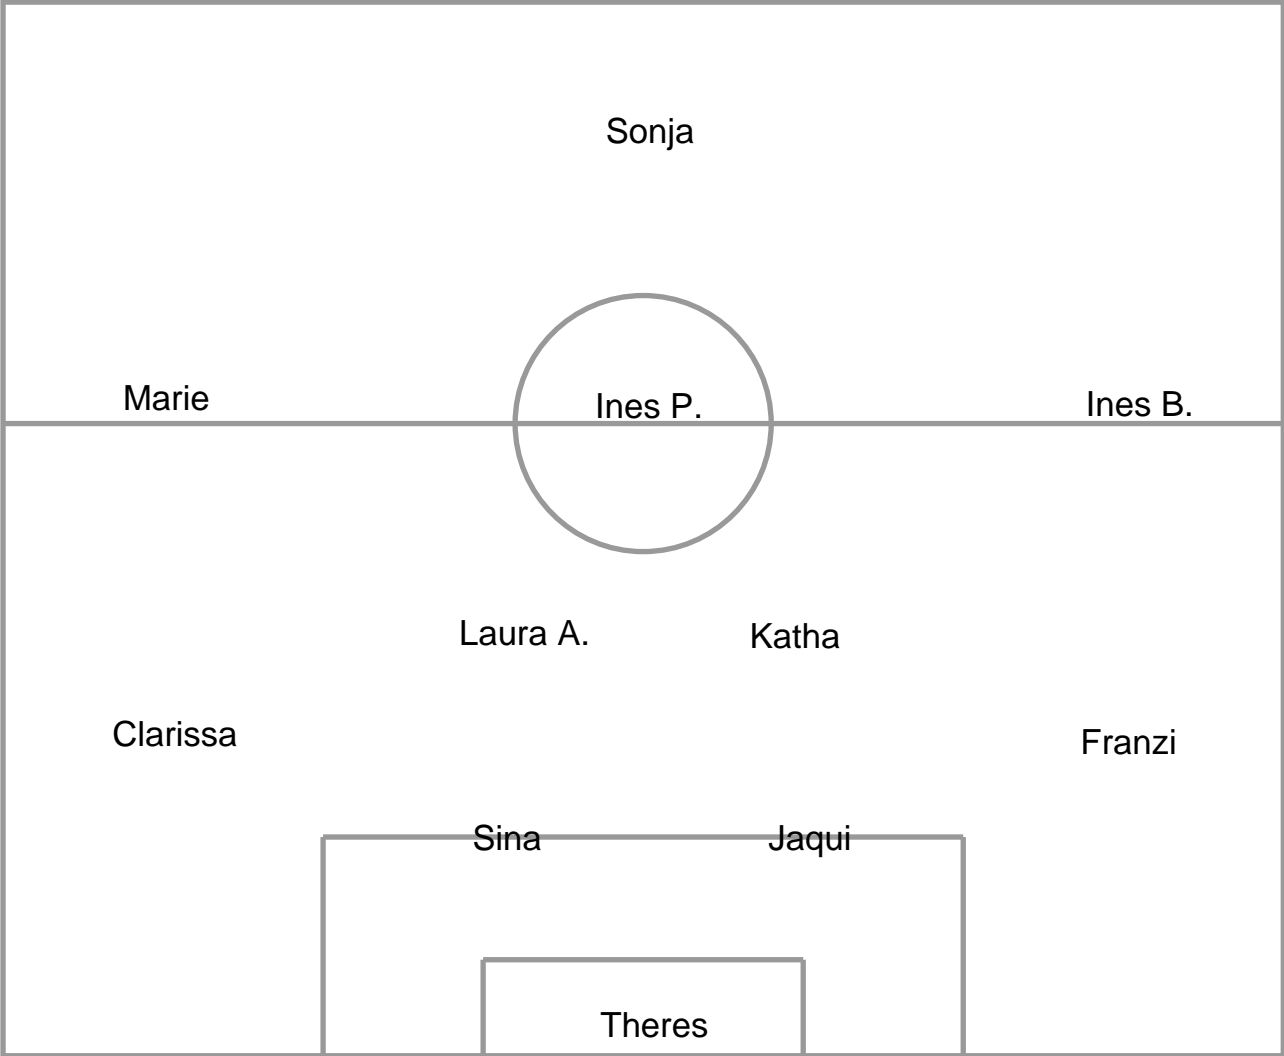 Sonja
Marie
Ines P.
Ines B.
Laura A.
Katha
Clarissa
Franzi
Sina
Jaqui
Theres